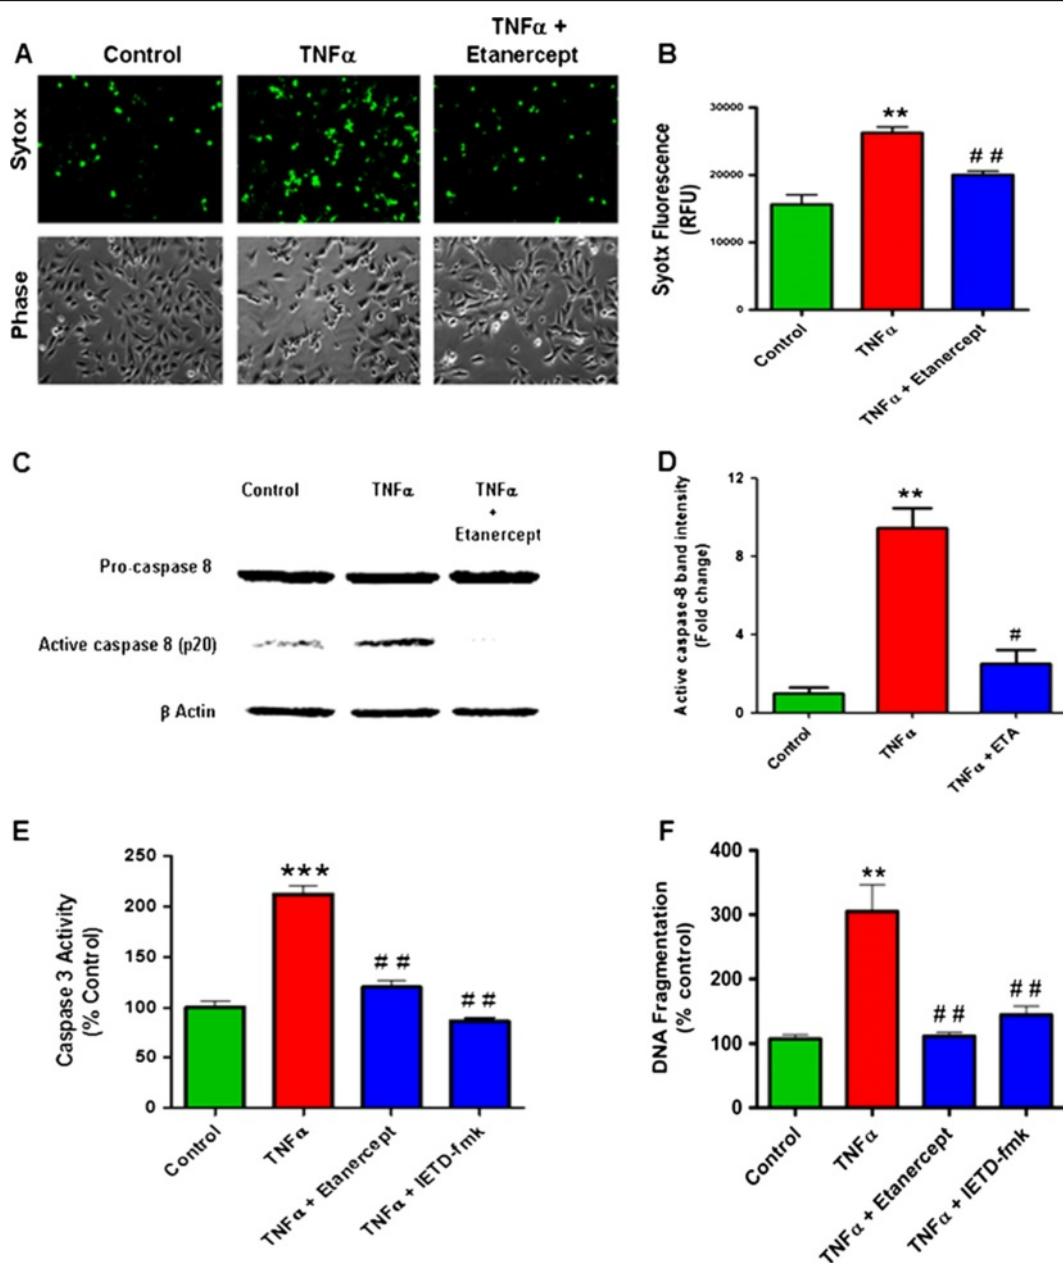 A
Control
TNFα
TNFα +
Etanercept
Sytox
Phase
B
Syotx Fluorescence
(RFU)
30000
20000
10000
0
**
# #
Control
TNFα
TNFα + Etanercept
C
Control
TNFα
TNFα
+
Etanercept
Pro-caspase 8
Active caspase 8 (p20)
β Actin
D
Active caspase-8 band intensity
(Fold change)
12
8
4
0
**
#
Control
TNFα
TNFα + ETA
E
Caspase 3 Activity
(% Control)
250
200
150
100
50
0
***
# #
# #
Control
TNFα
TNFα + Etanercept
TNFα + IETD-fmk
F
DNA Fragmentation
(% control)
400
300
200
100
0
**
# #
# #
Control
TNFα
TNFα + Etanercept
TNFα + IETD-fmk